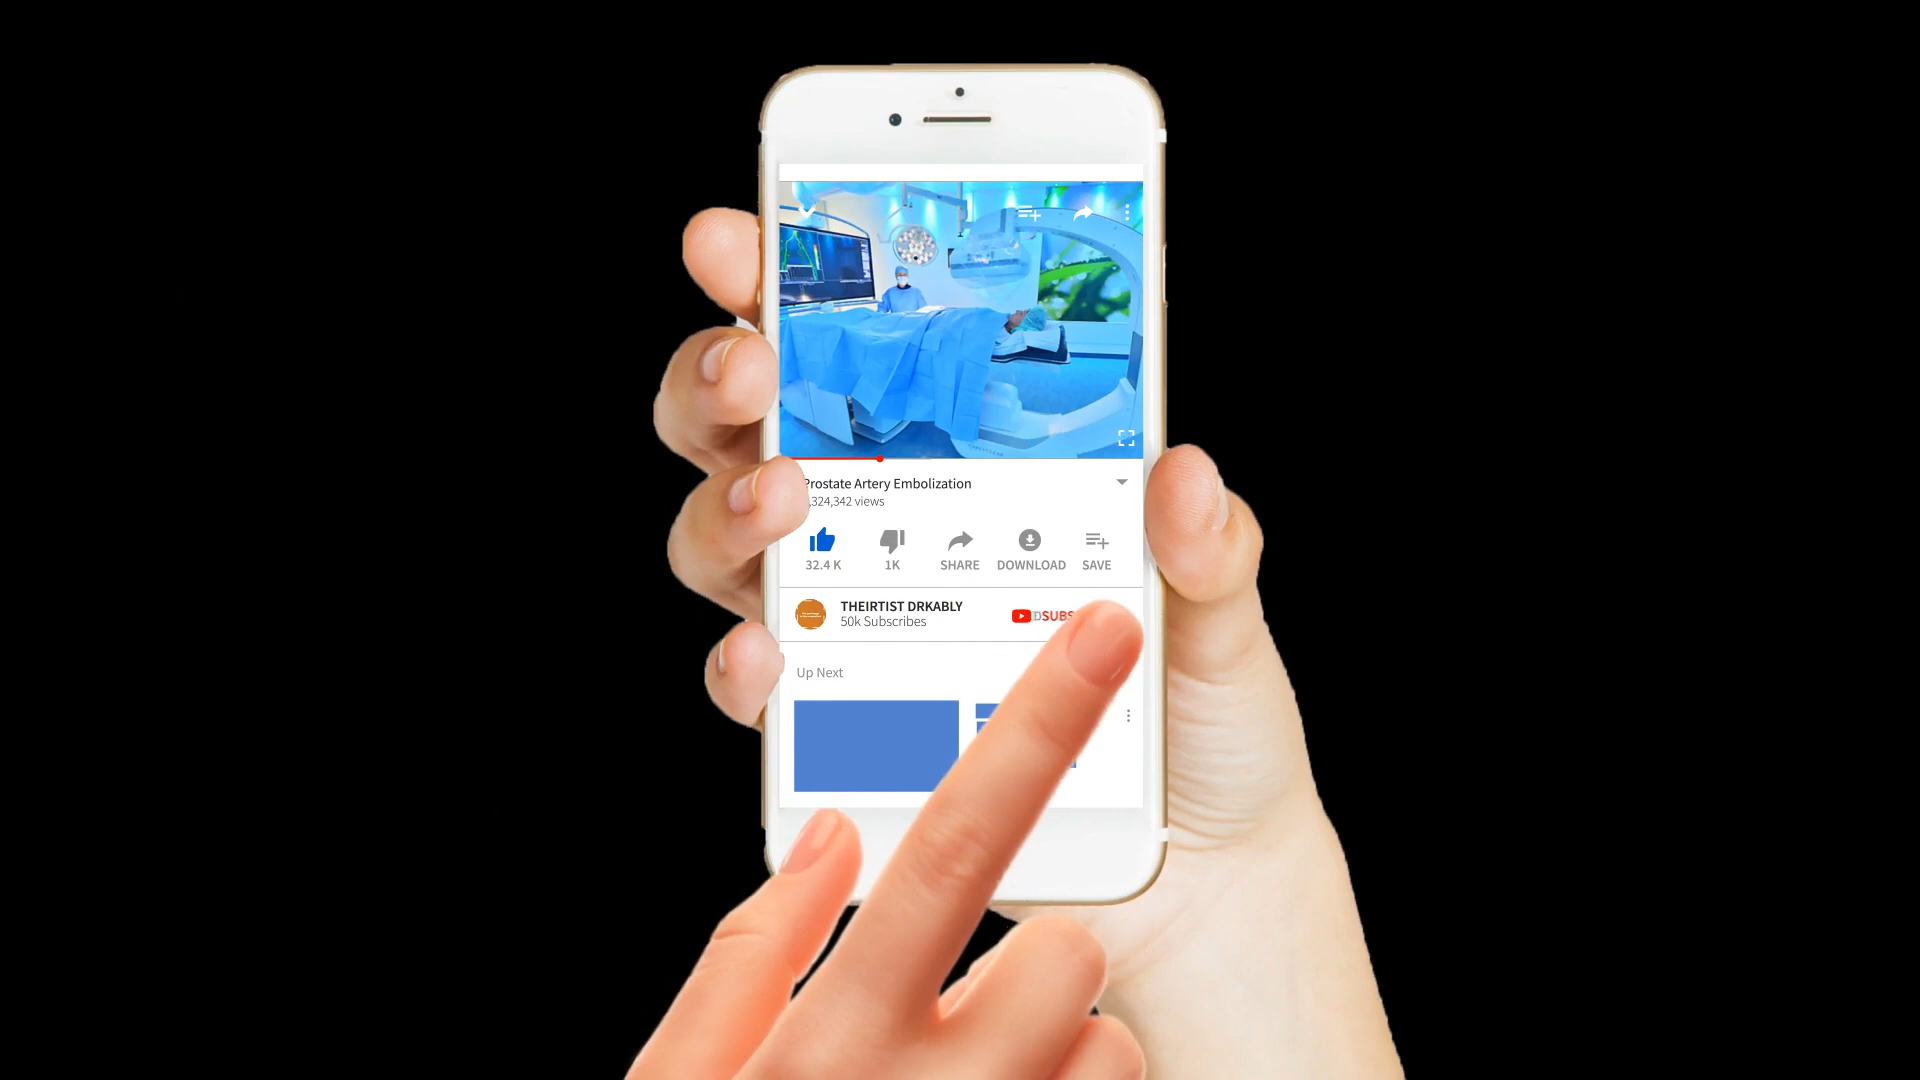 Prostate Artery Embolization
,324,342 views
32.4 K
1K
SHARE
DOWNLOAD
SAVE
THEIRTIST DRKABLY
50k Subscribes
Up Next